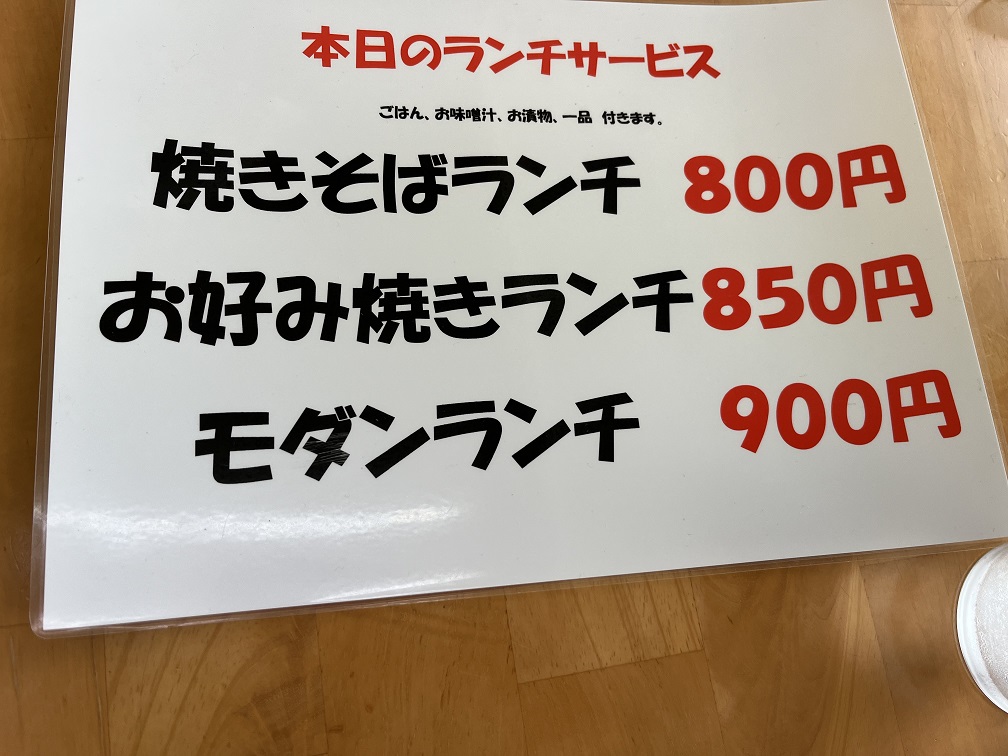 本日のランチサービス
ごはん、お味噌汁、お漬物、一品 付きます。
焼きそばランチ 800円
お好み焼きランチ 850円
モダンランチ 900円